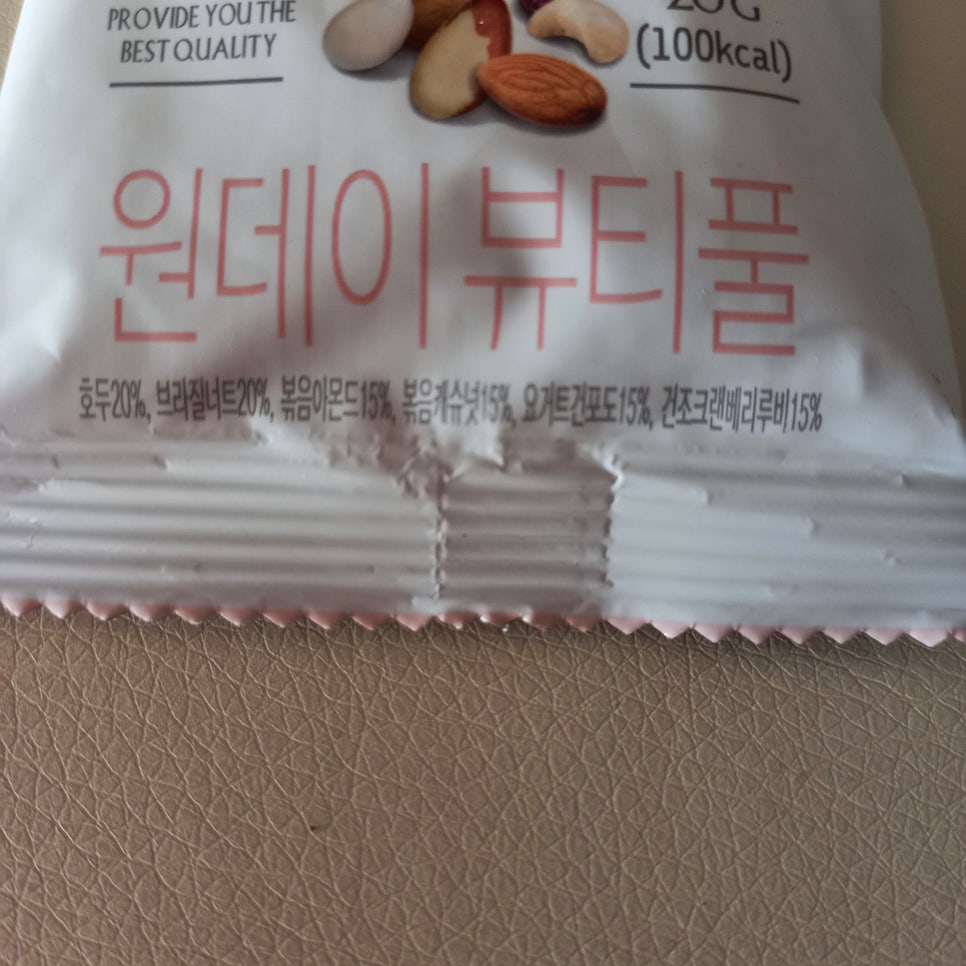 PROVIDE YOU THE
BEST QUALITY
20G
(100kcal)
원데이 뷰티풀
호두20%, 브라질너트20%, 볶음아몬드15%, 볶음캐슈넛15%, 요거트건포도15%, 건조크랜베리루비15%